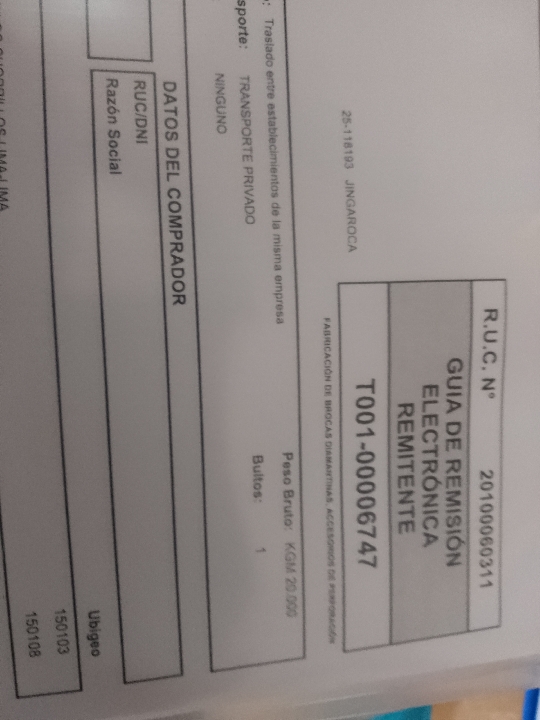 R.U.C. N° 20100060311
GUIA DE REMISIÓN
ELECTRÓNICA
REMITENTE
T001-00006747
25-118193 JINGAROCA
FABRICACIÓN DE BROCAS DIAMANTINAS, ACCESORIOS DE PERFORACIÓN
: Traslado entre establecimientos de la misma empresa
Peso Bruto: KGM 20.000
sporte: TRANSPORTE PRIVADO
Bultos: 1
NINGUNO
DATOS DEL COMPRADOR
RUC/DNI
Razón Social
Ubigeo
150103
150108